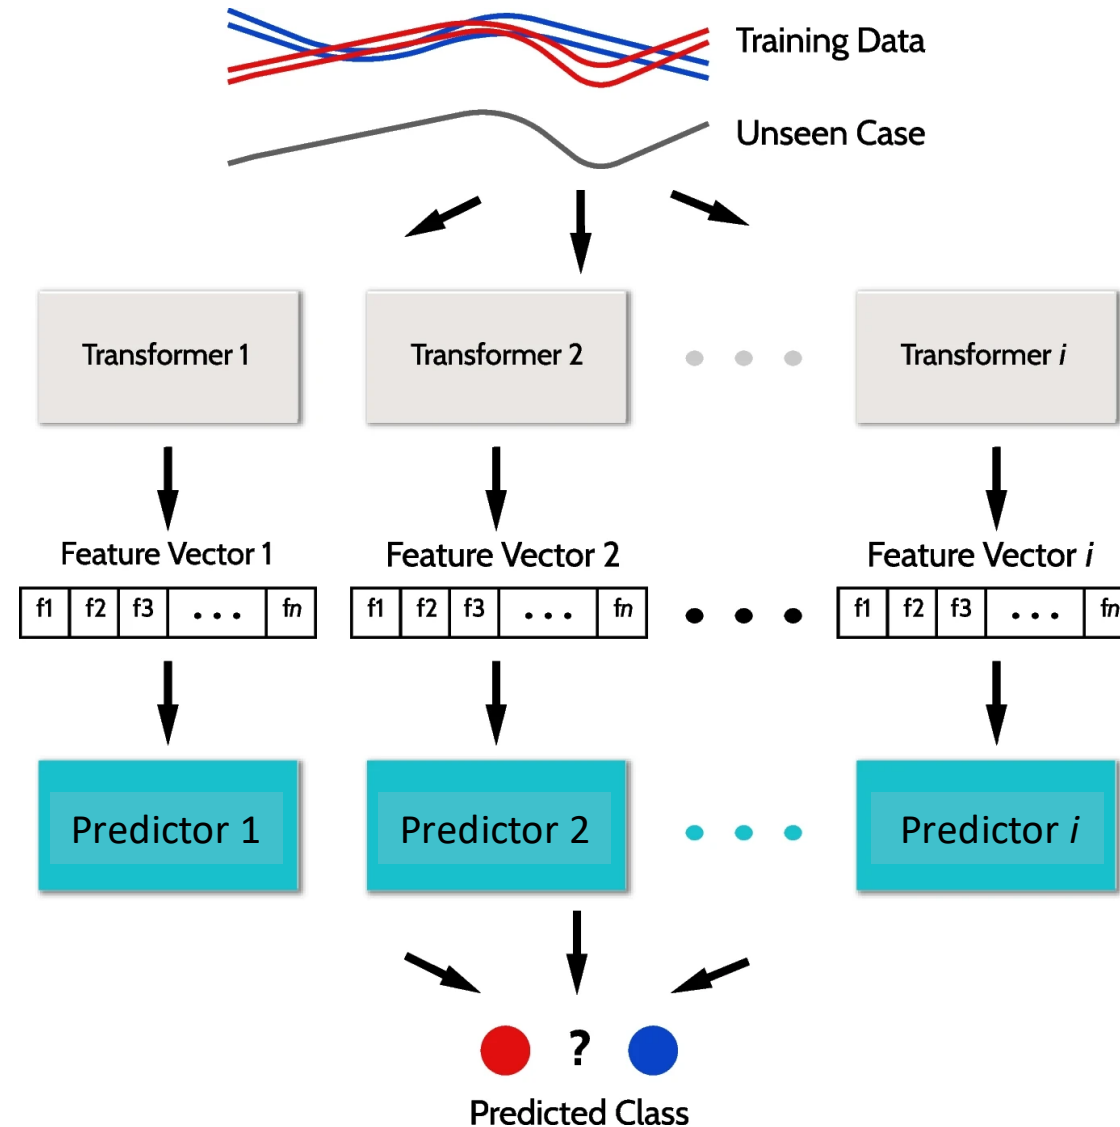 Training Data
Unseen Case
Transformer 1
Transformer 2
Transformer i
Feature Vector 1
Feature Vector 2
Feature Vector i
f1 f2 f3 ... fn
f1 f2 f3 ... fn
f1 f2 f3 ... fn
Predictor 1
Predictor 2
Predictor i
?
Predicted Class